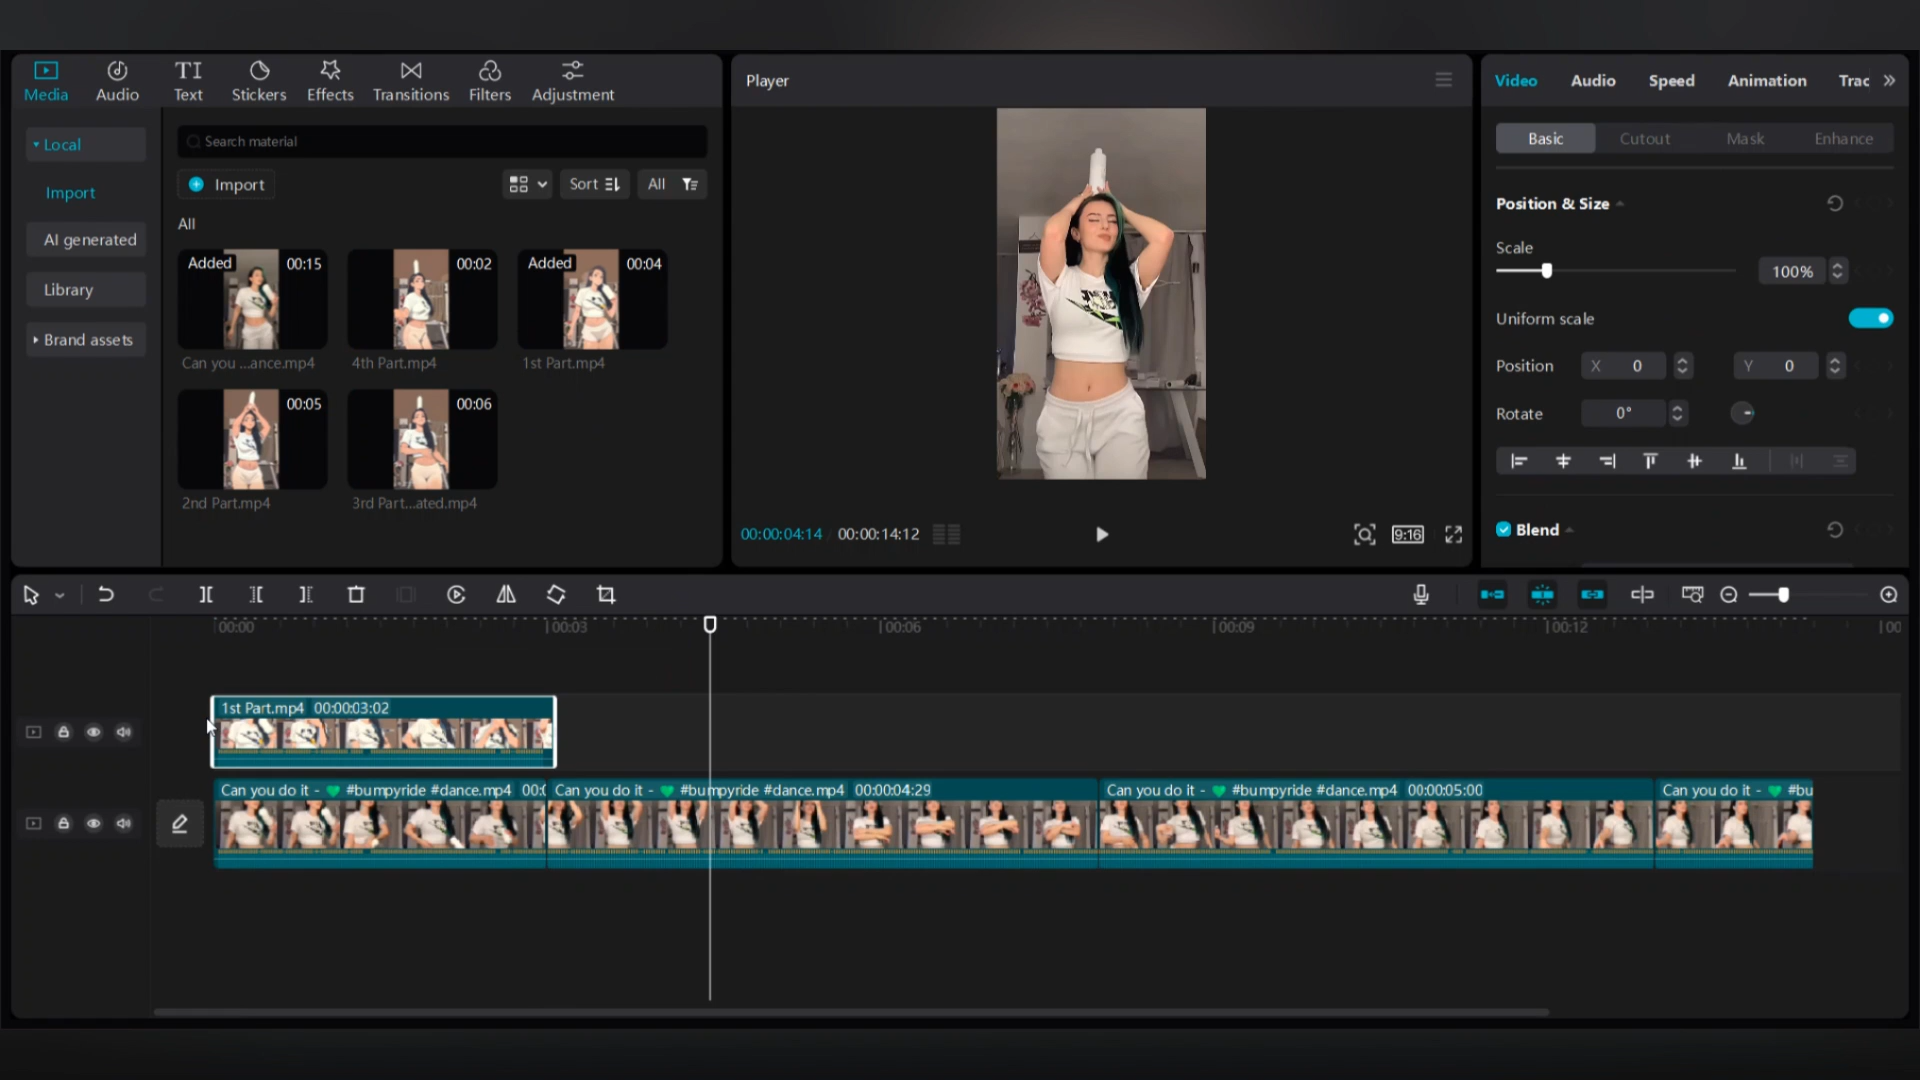 Media
Audio
TI
Text
Stickers
Effects
Transitions
Filters
Adjustment
Local
Import
AI generated
Library
Brand assets
Search material
Import
Sort
All
All
Added 00:15
00:02
Added 00:04
Can you ...ance.mp4
4th Part.mp4
1st Part.mp4
00:05
00:06
2nd Part.mp4
3rd Part...ated.mp4
Player
00:00:04:14 / 00:00:14:12
9:16
Video
Audio
Speed
Animation
Trac
Basic
Cutout
Mask
Enhance
Position & Size
Scale
100%
Uniform scale
Position X 0 Y 0
Rotate 0°
Blend
00:00
00:03
00:06
00:09
00:12
00
1st Part.mp4 00:00:03:02
Can you do it - 💚 #bumpyride #dance.mp4 00:0
Can you do it - 💚 #bumpyride #dance.mp4 00:00:04:29
Can you do it - 💚 #bumpyride #dance.mp4 00:00:05:00
Can you do it - 💚 #bu